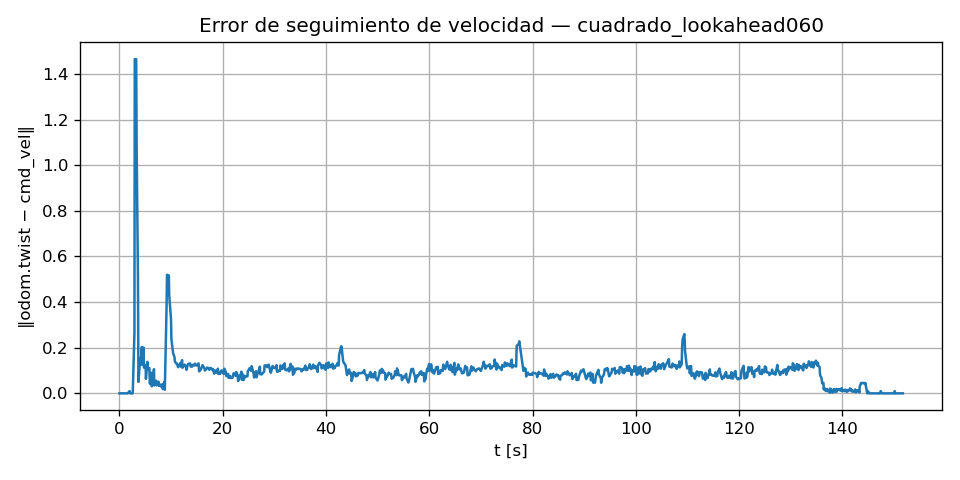 Error de seguimiento de velocidad — cuadrado_lookahead060
‖odom.twist − cmd_vel‖
1.4
1.2
1.0
0.8
0.6
0.4
0.2
0.0
0 20 40 60 80 100 120 140
t [s]